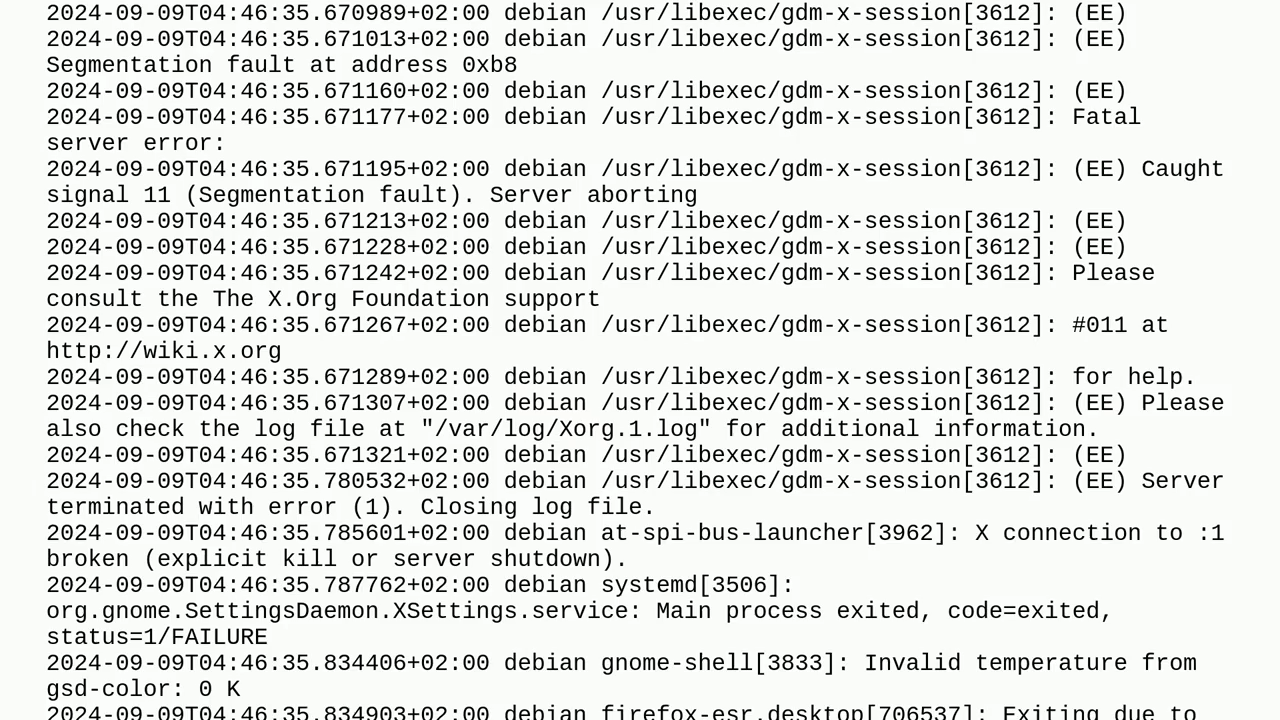 2024-09-09T04:46:35.670989+02:00 debian /usr/libexec/gdm-x-session[3612]: (EE)
2024-09-09T04:46:35.671013+02:00 debian /usr/libexec/gdm-x-session[3612]: (EE)
Segmentation fault at address 0xb8
2024-09-09T04:46:35.671160+02:00 debian /usr/libexec/gdm-x-session[3612]: (EE)
2024-09-09T04:46:35.671177+02:00 debian /usr/libexec/gdm-x-session[3612]: Fatal
server error:
2024-09-09T04:46:35.671195+02:00 debian /usr/libexec/gdm-x-session[3612]: (EE) Caught
signal 11 (Segmentation fault). Server aborting
2024-09-09T04:46:35.671213+02:00 debian /usr/libexec/gdm-x-session[3612]: (EE)
2024-09-09T04:46:35.671228+02:00 debian /usr/libexec/gdm-x-session[3612]: (EE)
2024-09-09T04:46:35.671242+02:00 debian /usr/libexec/gdm-x-session[3612]: Please
consult the The X.Org Foundation support
2024-09-09T04:46:35.671267+02:00 debian /usr/libexec/gdm-x-session[3612]: #011 at
http://wiki.x.org
2024-09-09T04:46:35.671289+02:00 debian /usr/libexec/gdm-x-session[3612]: for help.
2024-09-09T04:46:35.671307+02:00 debian /usr/libexec/gdm-x-session[3612]: (EE) Please
also check the log file at "/var/log/Xorg.1.log" for additional information.
2024-09-09T04:46:35.671321+02:00 debian /usr/libexec/gdm-x-session[3612]: (EE)
2024-09-09T04:46:35.780532+02:00 debian /usr/libexec/gdm-x-session[3612]: (EE) Server
terminated with error (1). Closing log file.
2024-09-09T04:46:35.785601+02:00 debian at-spi-bus-launcher[3962]: X connection to :1
broken (explicit kill or server shutdown).
2024-09-09T04:46:35.787762+02:00 debian systemd[3506]:
org.gnome.SettingsDaemon.XSettings.service: Main process exited, code=exited,
status=1/FAILURE
2024-09-09T04:46:35.834406+02:00 debian gnome-shell[3833]: Invalid temperature from
gsd-color: 0 K
2024-09-09T04:46:35.834903+02:00 debian firefox-esr.desktop[706537]: Exiting due to